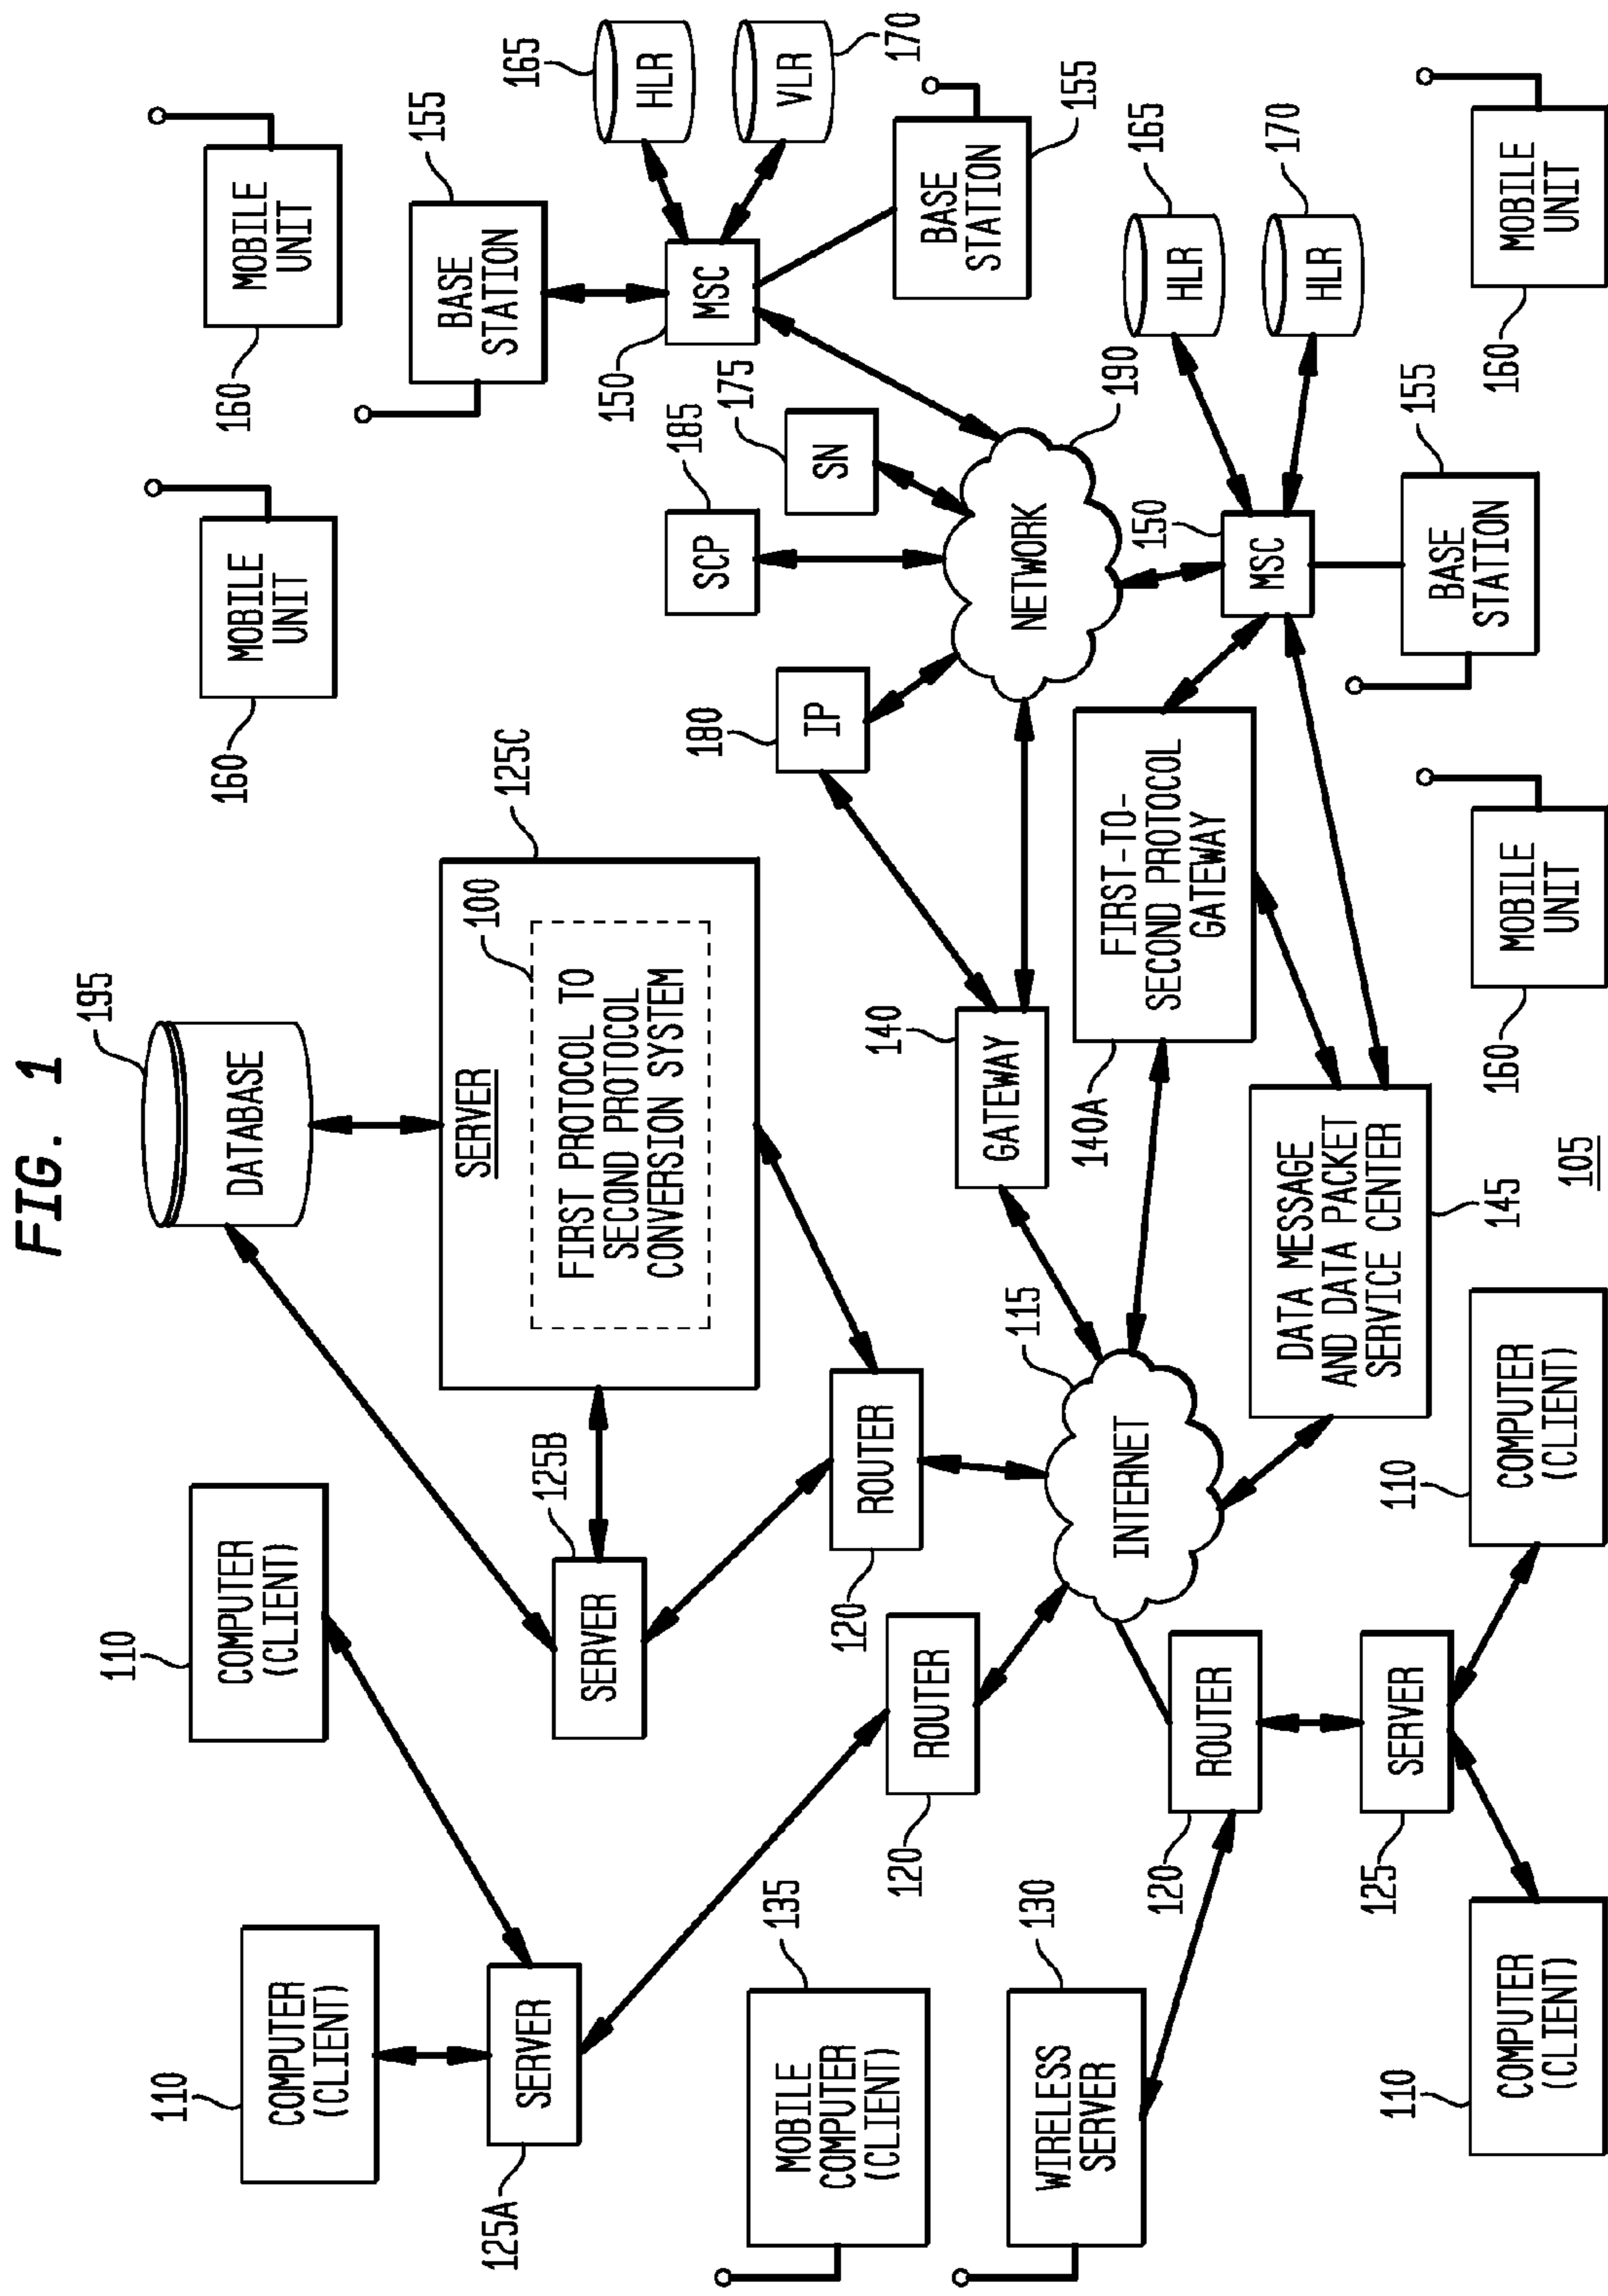 FIG. 1
195
110
110
COMPUTER
(CLIENT)
DATABASE
160
MOBILE
UNIT
160
MOBILE
UNIT
COMPUTER
(CLIENT)
125A
SERVER
125B
SERVER
125C
SERVER
100
FIRST PROTOCOL TO
SECOND PROTOCOL
CONVERSION SYSTEM
155
BASE
STATION
165
HLR
170
VLR
150
MSC
185
SCP
175
SN
180
IP
155
BASE
STATION
135
MOBILE
COMPUTER
(CLIENT)
120
ROUTER
120
ROUTER
140
GATEWAY
190
NETWORK
130
WIRELESS
SERVER
115
INTERNET
140A
FIRST-TO-
SECOND PROTOCOL
GATEWAY
150
MSC
165
HLR
170
HLR
120
ROUTER
125
SERVER
DATA MESSAGE
AND DATA PACKET
SERVICE CENTER
145
155
BASE
STATION
110
COMPUTER
(CLIENT)
110
COMPUTER
(CLIENT)
105
160
MOBILE
UNIT
160
MOBILE
UNIT